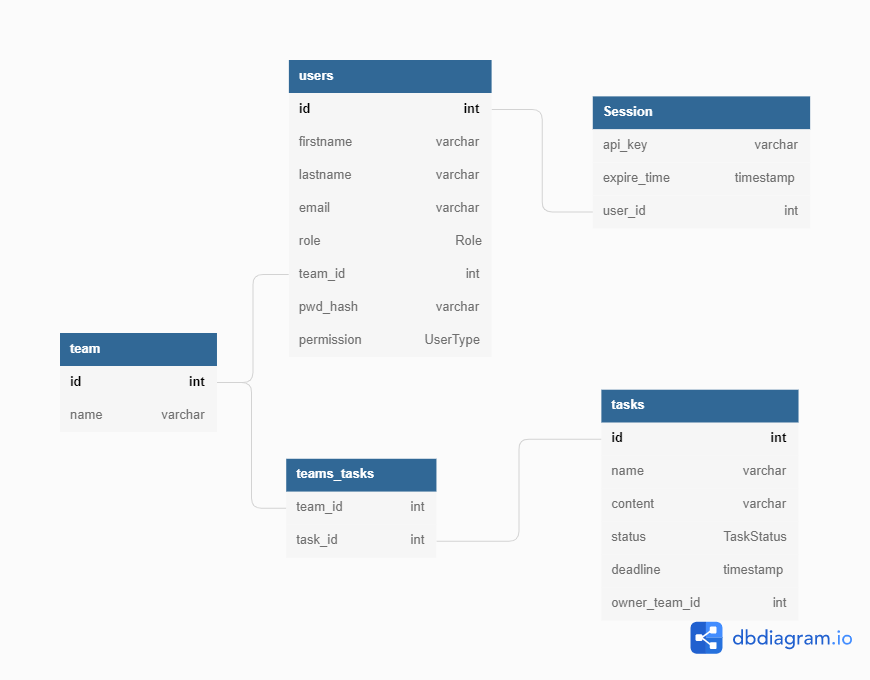 users
id int
firstname varchar
lastname varchar
email varchar
role Role
team_id int
pwd_hash varchar
permission UserType
Session
api_key varchar
expire_time timestamp
user_id int
team
id int
name varchar
teams_tasks
team_id int
task_id int
tasks
id int
name varchar
content varchar
status TaskStatus
deadline timestamp
owner_team_id int
dbdiagram.io